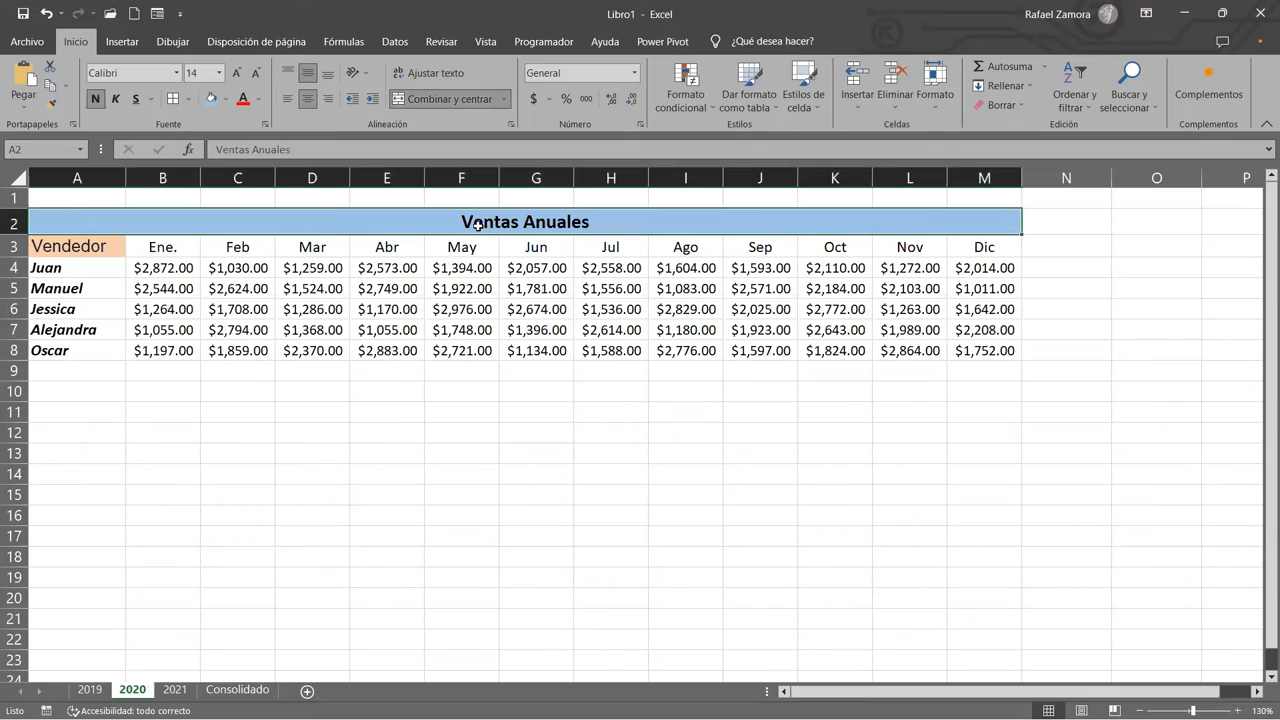 Libro1 - Excel
Rafael Zamora
Archivo Inicio Insertar Dibujar Disposición de página Fórmulas Datos Revisar Vista Programador Ayuda Power Pivot ¿Qué desea hacer?
Pegar
Calibri 14
N K S
Ajustar texto
Combinar y centrar
General
$ % 000
Formato condicional
Dar formato como tabla
Estilos de celda
Insertar Eliminar Formato
Autosuma
Rellenar
Borrar
Ordenar y filtrar
Buscar y seleccionar
Complementos
Portapapeles Fuente Alineación Número Estilos Celdas Edición Complementos
A2 fx Ventas Anuales
A B C D E F G H I J K L M N O P
1
2 Ventas Anuales
3 Vendedor Ene. Feb Mar Abr May Jun Jul Ago Sep Oct Nov Dic
4 Juan $2,872.00 $1,030.00 $1,259.00 $2,573.00 $1,394.00 $2,057.00 $2,558.00 $1,604.00 $1,593.00 $2,110.00 $1,272.00 $2,014.00
5 Manuel $2,544.00 $2,624.00 $1,524.00 $2,749.00 $1,922.00 $1,781.00 $1,556.00 $1,083.00 $2,571.00 $2,184.00 $2,103.00 $1,011.00
6 Jessica $1,264.00 $1,708.00 $1,286.00 $1,170.00 $2,976.00 $2,674.00 $1,536.00 $2,829.00 $2,025.00 $2,772.00 $1,263.00 $1,642.00
7 Alejandra $1,055.00 $2,794.00 $1,368.00 $1,055.00 $1,748.00 $1,396.00 $2,614.00 $1,180.00 $1,923.00 $2,643.00 $1,989.00 $2,208.00
8 Oscar $1,197.00 $1,859.00 $2,370.00 $2,883.00 $2,721.00 $1,134.00 $1,588.00 $2,776.00 $1,597.00 $1,824.00 $2,864.00 $1,752.00
9
10
11
12
13
14
15
16
17
18
19
20
21
22
23
24
2019 2020 2021 Consolidado
Listo Accesibilidad: todo correcto 130%